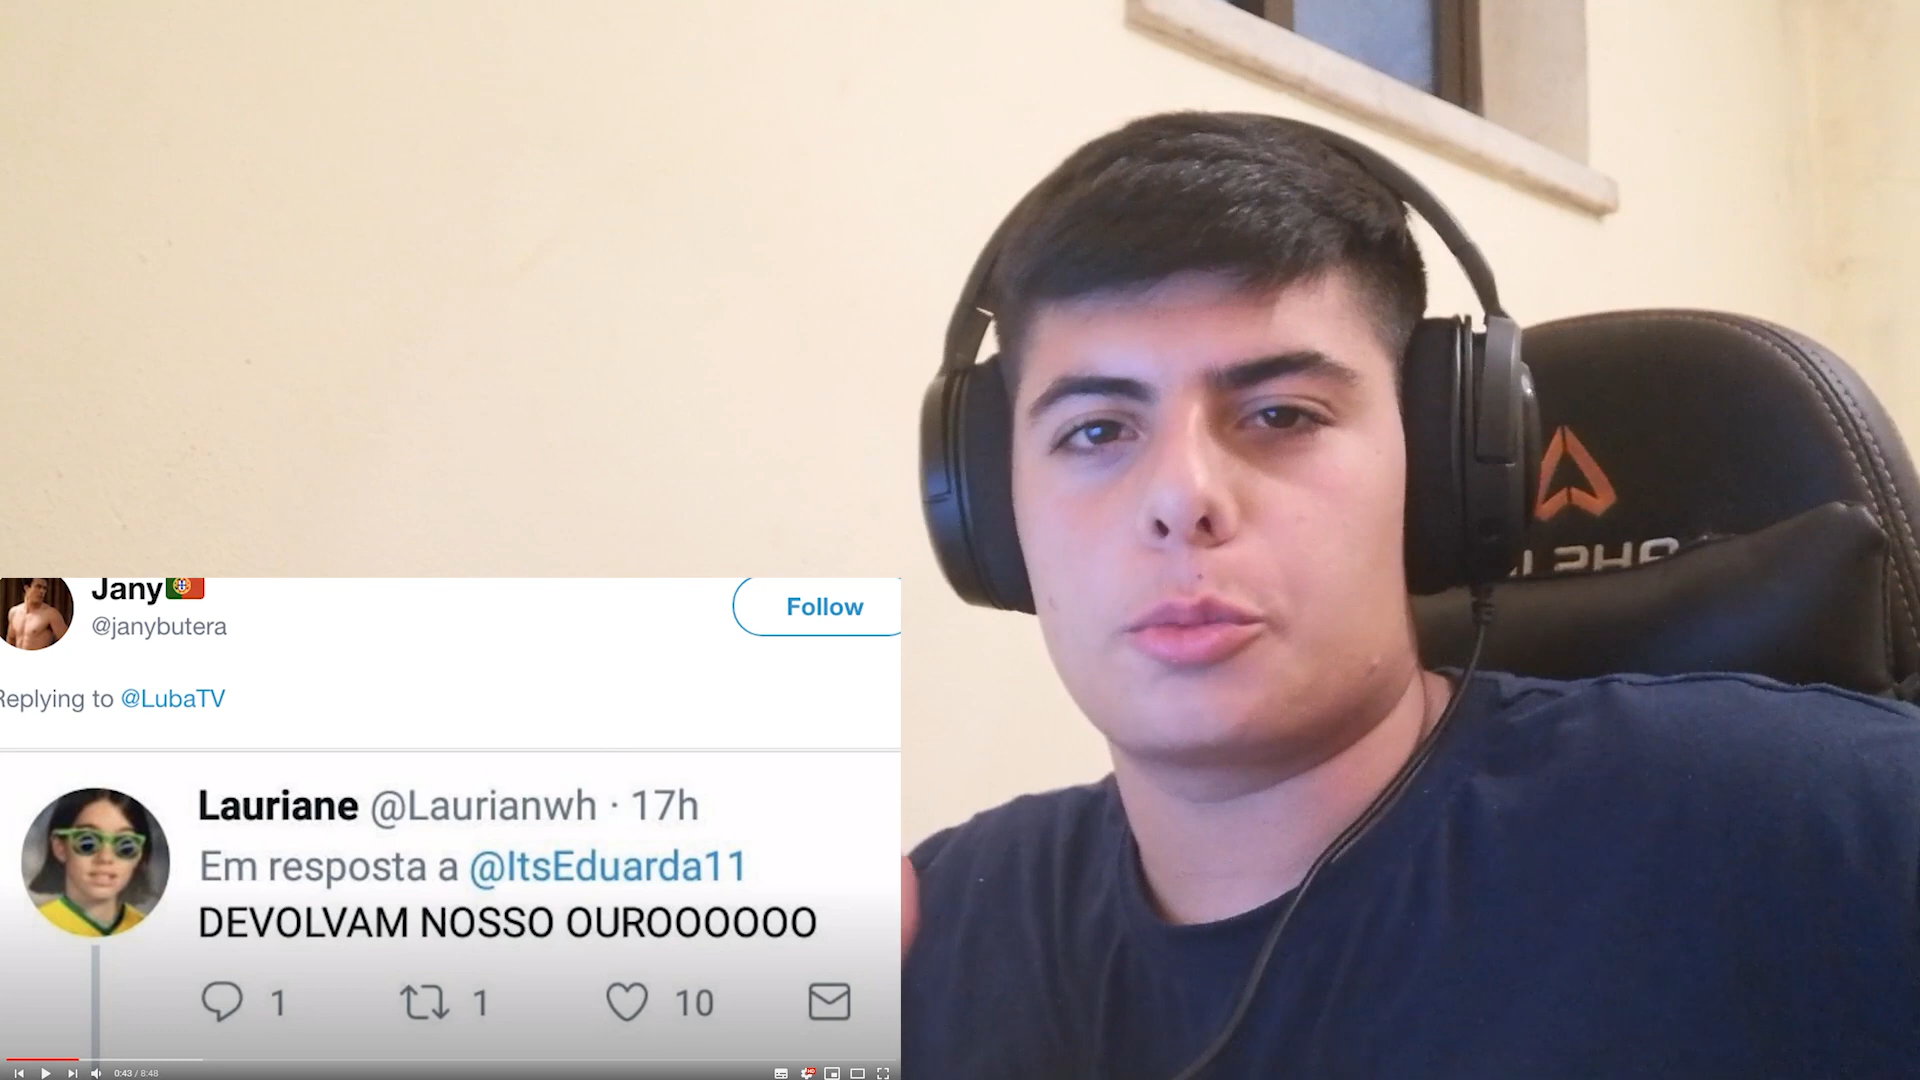 Jany
@janybutera
Follow
Replying to @LubaTV
Lauriane @Laurianwh · 17h
Em resposta a @ItsEduarda11
DEVOLVAM NOSSO OUROOOOOO
1 1 10
0:43 / 8:48
HD